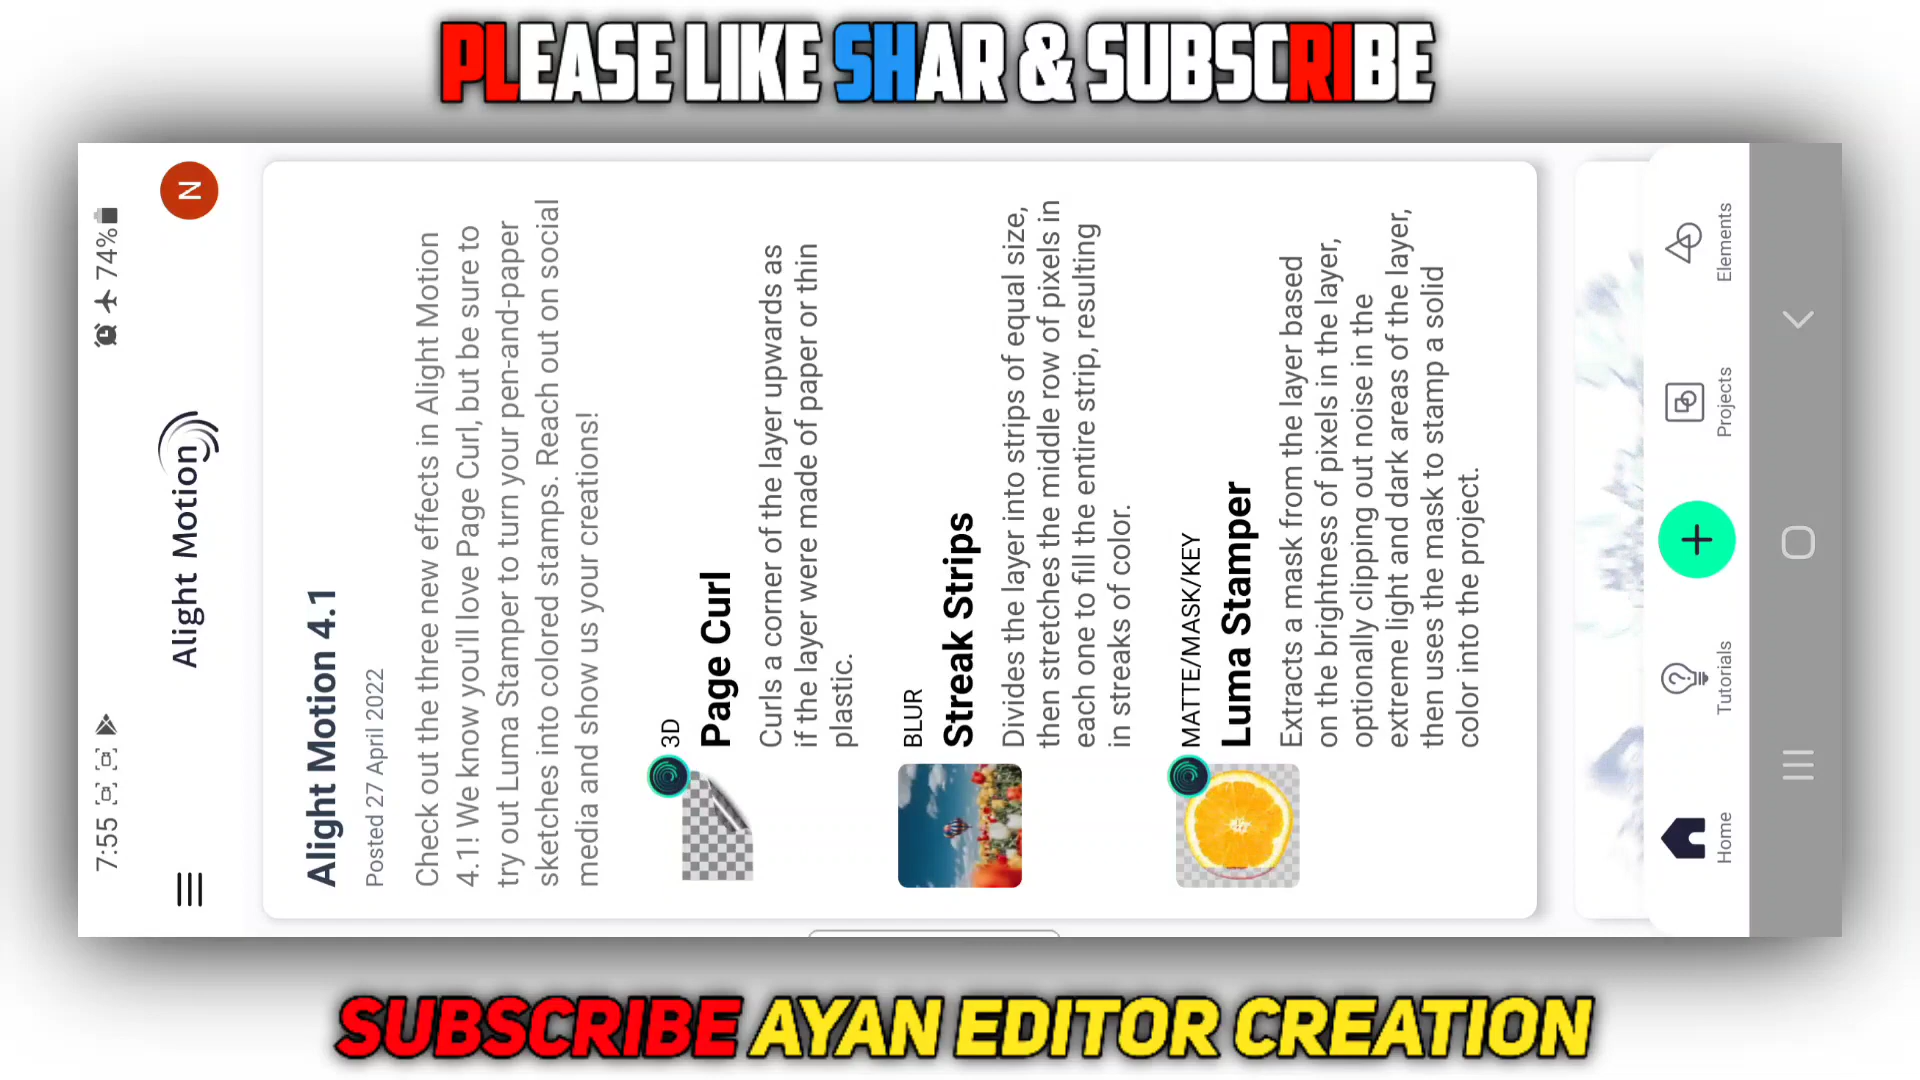 PLEASE LIKE SHAR & SUBSCRIBE
7:55
74%
Alight Motion
N
Alight Motion 4.1
Posted 27 April 2022
Check out the three new effects in Alight Motion
4.1! We know you'll love Page Curl, but be sure to
try out Luma Stamper to turn your pen-and-paper
sketches into colored stamps. Reach out on social
media and show us your creations!
3D
Page Curl
Curls a corner of the layer upwards as
if the layer were made of paper or thin
plastic.
BLUR
Streak Strips
Divides the layer into strips of equal size,
then stretches the middle row of pixels in
each one to fill the entire strip, resulting
in streaks of color.
MATTE/MASK/KEY
Luma Stamper
Extracts a mask from the layer based
on the brightness of pixels in the layer,
optionally clipping out noise in the
extreme light and dark areas of the layer,
then uses the mask to stamp a solid
color into the project.
Home
Tutorials
Projects
Elements
SUBSCRIBE AYAN EDITOR CREATION